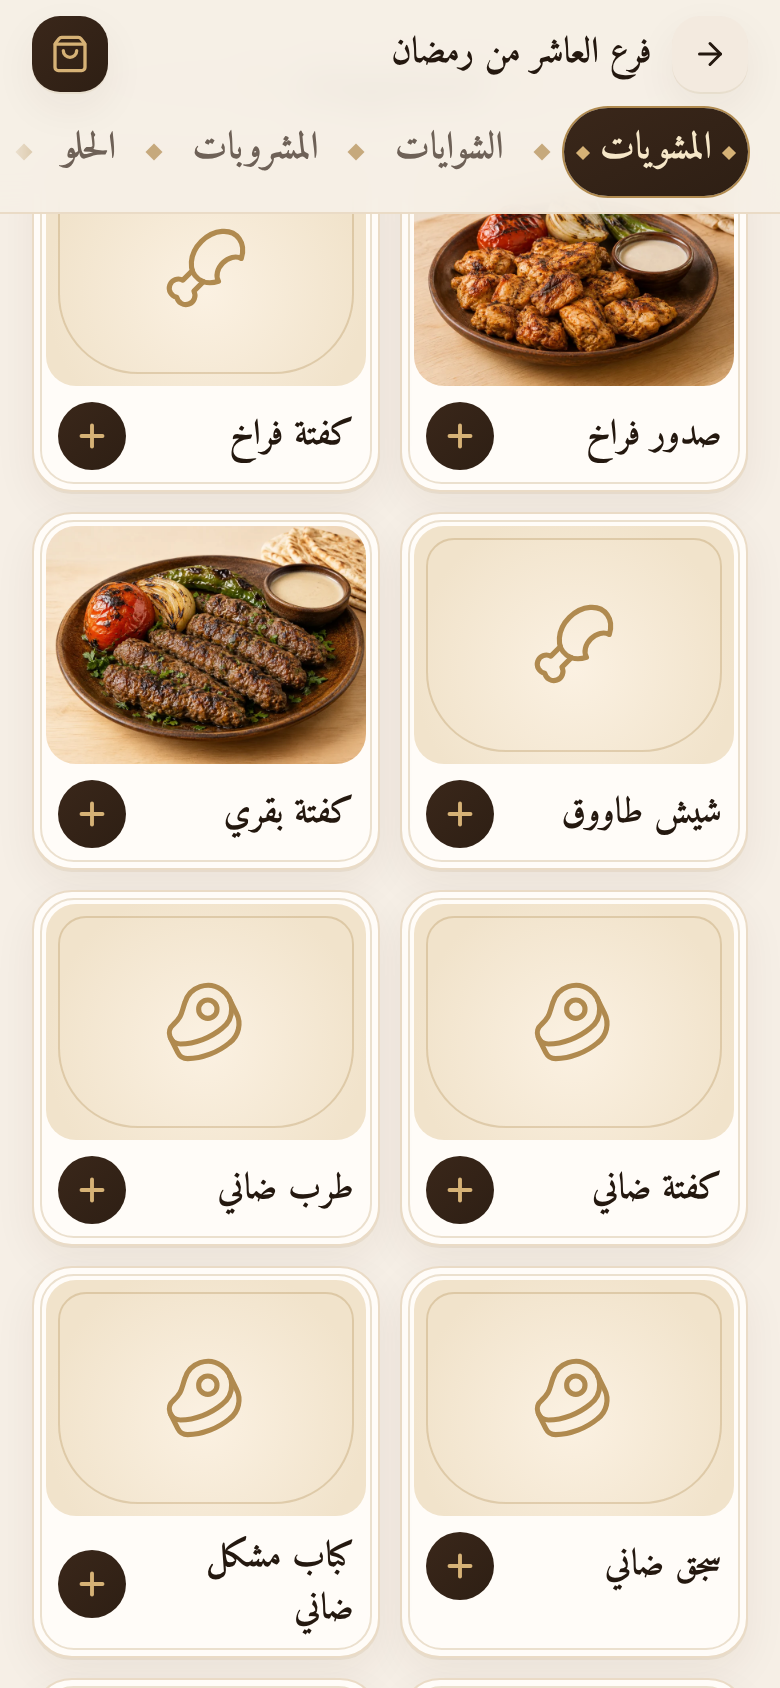 فرع العاشر من رمضان
المشويات
الشوايات
المشروبات
الحلو
صدور فراخ
كفتة فراخ
شيش طاووق
كفتة بقري
كفتة ضاني
طرب ضاني
سجق ضاني
كباب مشكل
ضاني